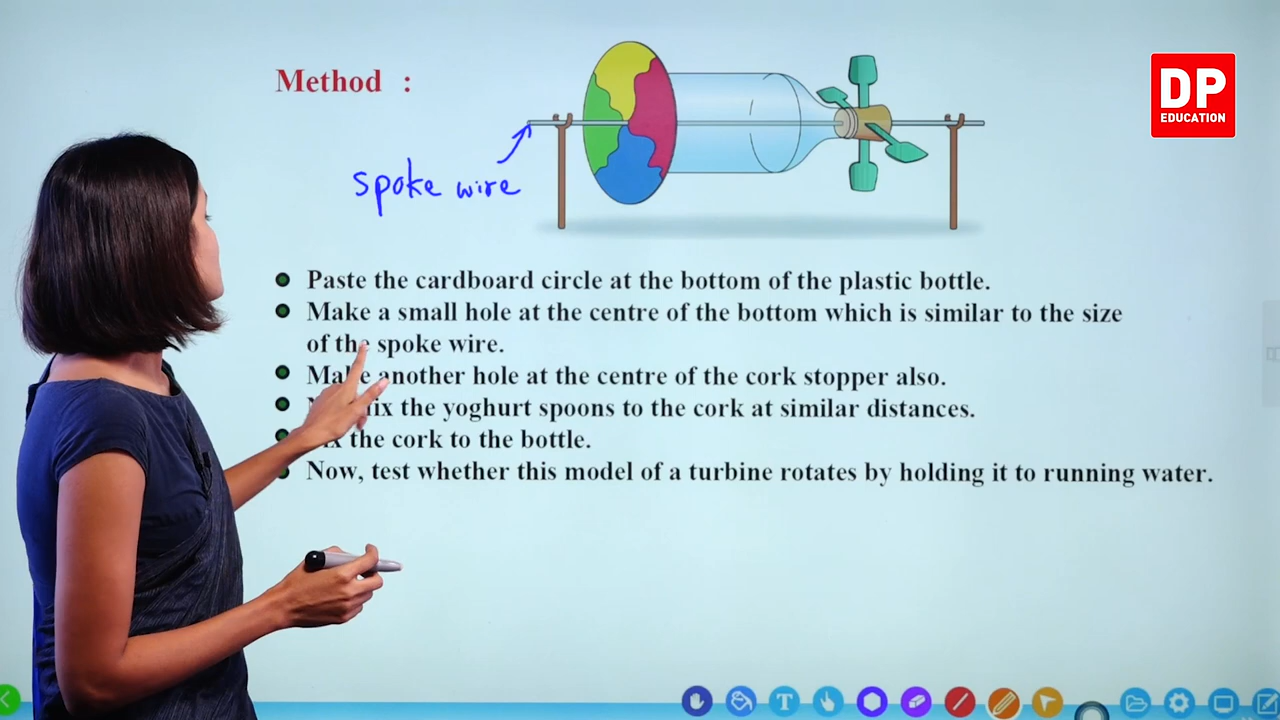 Method :
DP
EDUCATION
spoke wire
Paste the cardboard circle at the bottom of the plastic bottle.
Make a small hole at the centre of the bottom which is similar to the size
of the spoke wire.
Make another hole at the centre of the cork stopper also.
the yoghurt spoons to the cork at similar distances.
the cork to the bottle.
Now, test whether this model of a turbine rotates by holding it to running water.